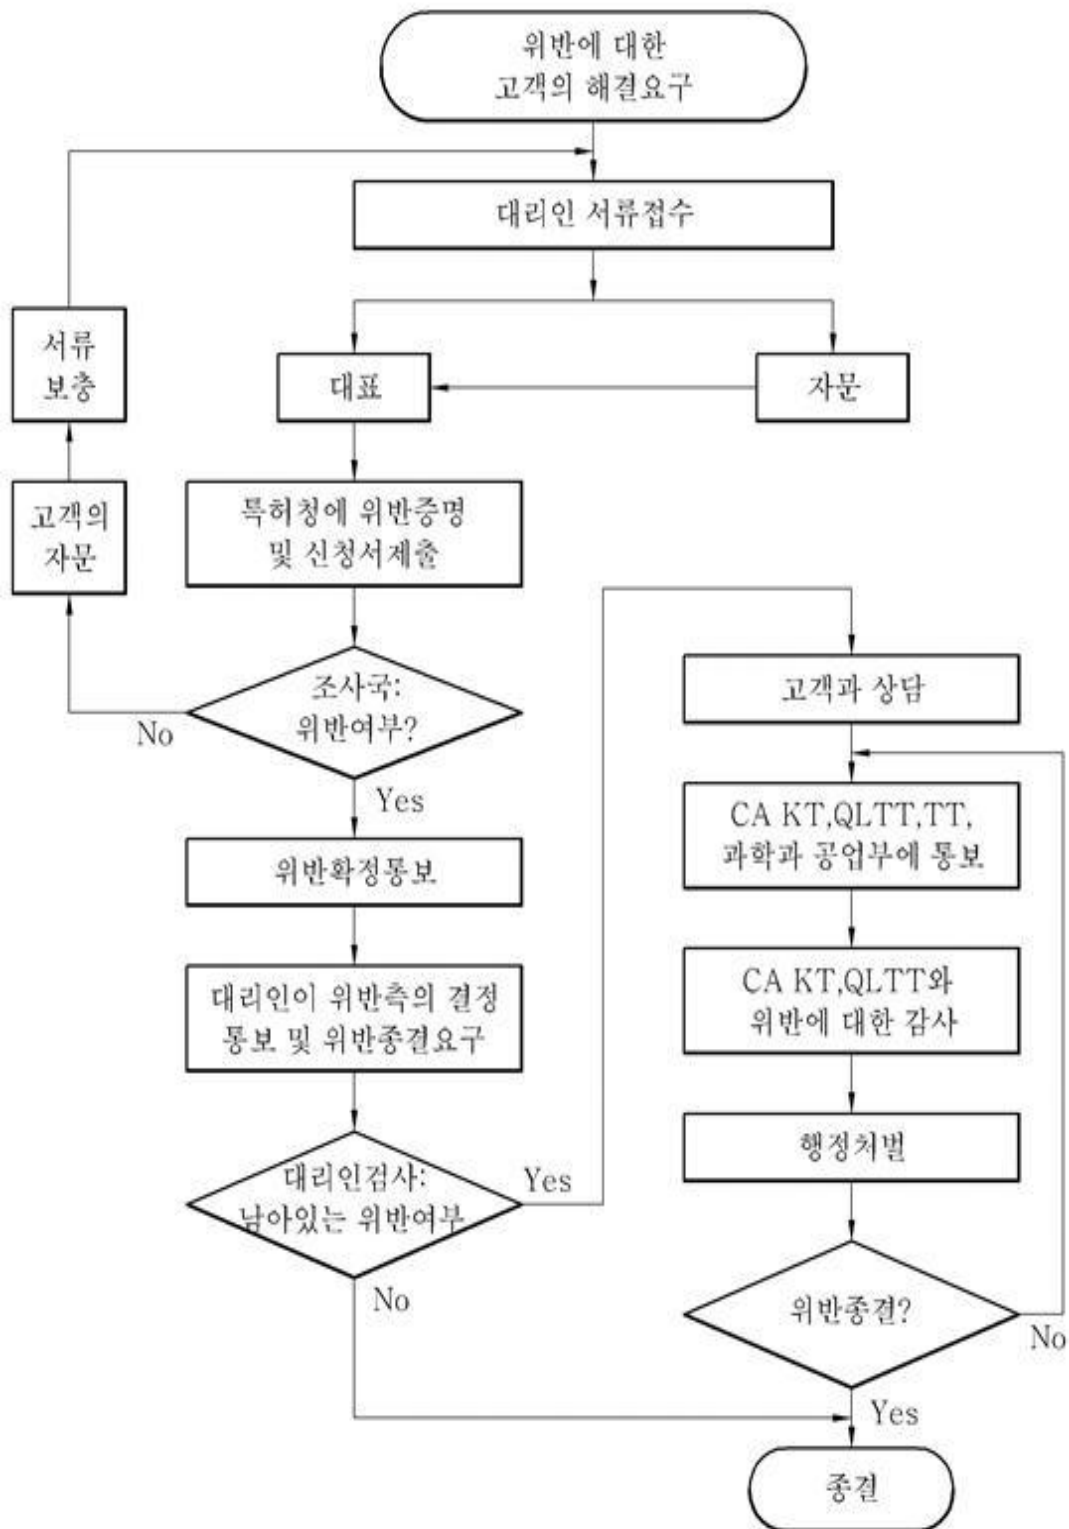 위반에 대한
고객의 해결요구
대리인 서류접수
서류
보충
대표
자문
고객의
자문
특허청에 위반증명
및 신청서제출
조사국:
위반여부?
No
Yes
위반확정통보
대리인이 위반측의 결정
통보 및 위반종결요구
대리인검사:
남아있는 위반여부
Yes
No
고객과 상담
CA KT,QLTT,TT,
과학과 공업부에 통보
CA KT,QLTT와
위반에 대한 감사
행정처벌
위반종결?
No
Yes
종결